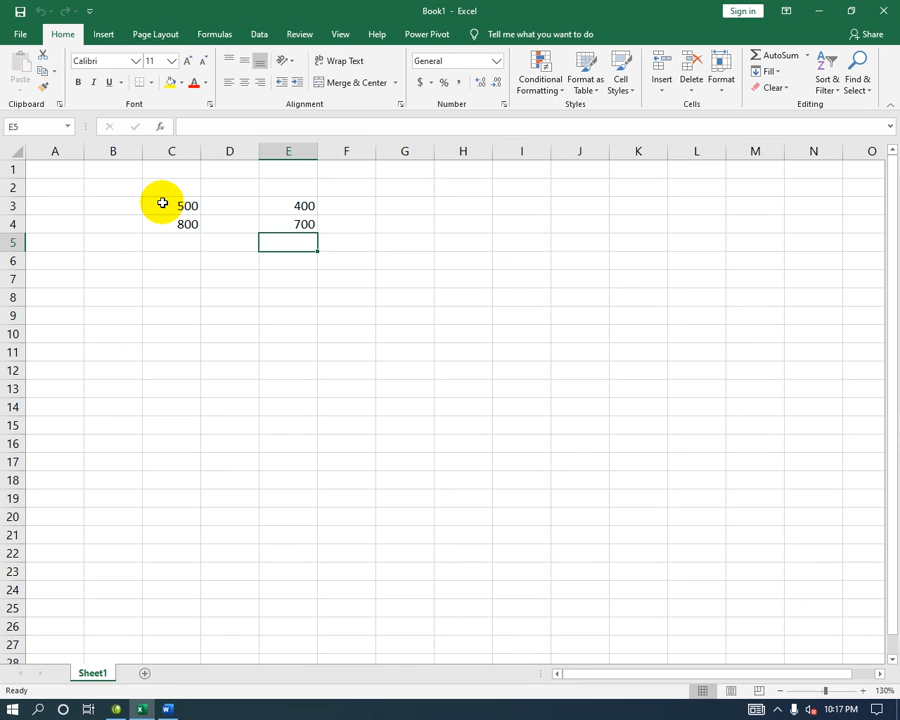 Book1 - Excel
Sign in
File Home Insert Page Layout Formulas Data Review View Help Power Pivot Tell me what you want to do Share
Paste
Clipboard
Calibri 11
B I U
Font
Wrap Text
Merge & Center
Alignment
General
$ % ,
Number
Conditional Formatting
Format as Table
Cell Styles
Styles
Insert Delete Format
Cells
AutoSum
Fill
Clear
Sort & Filter
Find & Select
Editing
E5 fx
A B C D E F G H I J K L M N O
1
2
3 500 400
4 800 700
5
6
7
8
9
10
11
12
13
14
15
16
17
18
19
20
21
22
23
24
25
26
27
28
Sheet1
Ready 130%
10:17 PM